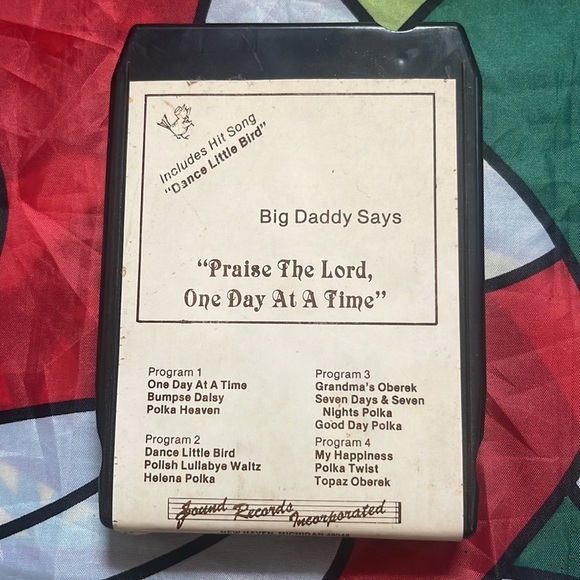 Includes Hit Song
"Dance Little Bird"
Big Daddy Says
"Praise The Lord,
One Day At A Time"
Program 1
One Day At A Time
Bumpse Daisy
Polka Heaven
Program 2
Dance Little Bird
Polish Lullabye Waltz
Helena Polka
Program 3
Grandma's Oberek
Seven Days & Seven
Nights Polka
Good Day Polka
Program 4
My Happiness
Polka Twist
Topaz Oberek
Sound Records Incorporated
NEW HAVEN, MICHIGAN